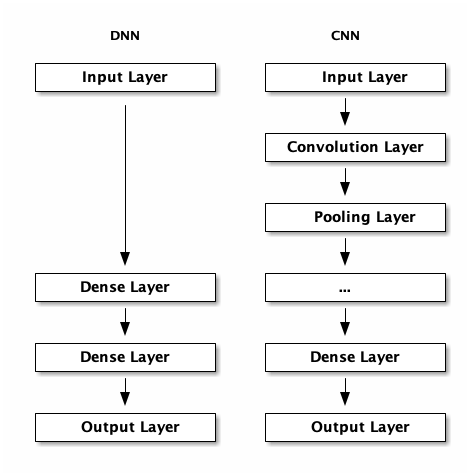 DNN
Input Layer
Dense Layer
Dense Layer
Output Layer
CNN
Input Layer
Convolution Layer
Pooling Layer
...
Dense Layer
Output Layer